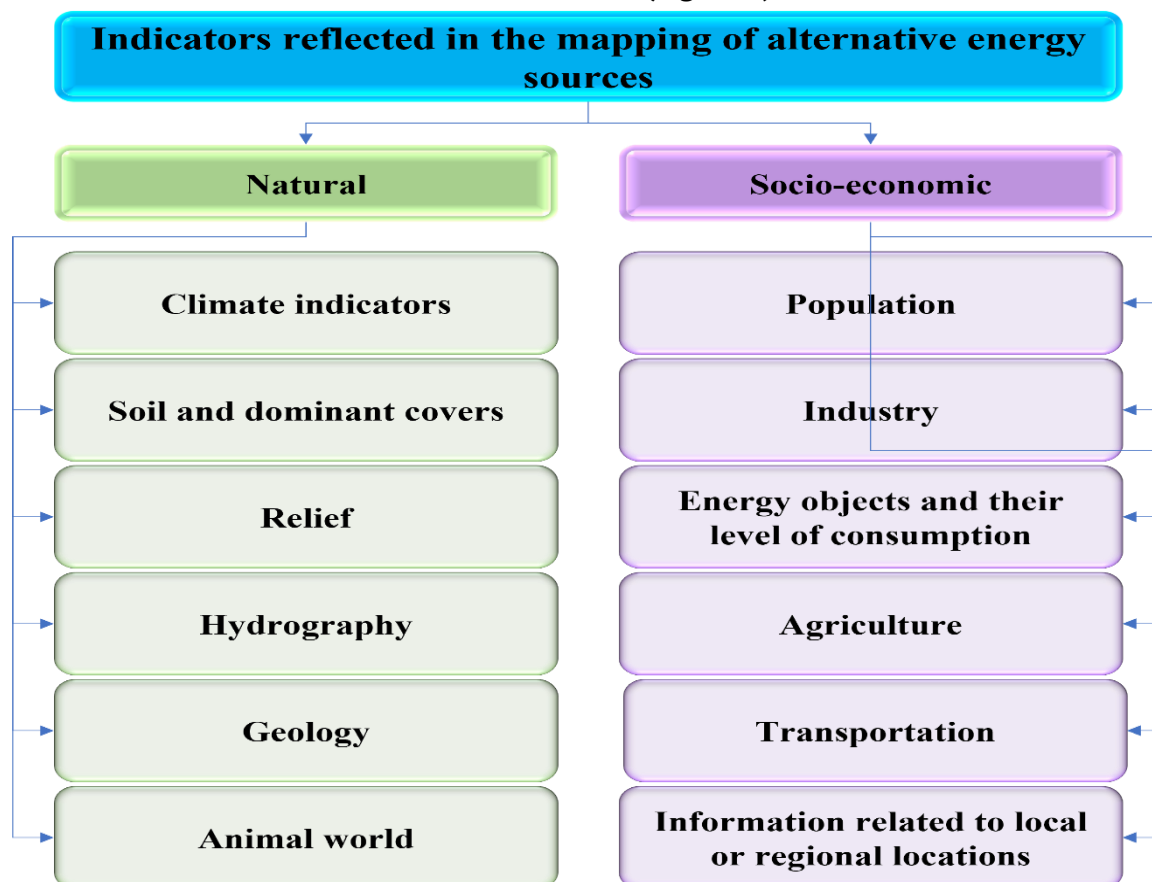 Indicators reflected in the mapping of alternative energy
sources
Natural
Socio-economic
Climate indicators
Population
Soil and dominant covers
Industry
Relief
Energy objects and their
level of consumption
Hydrography
Agriculture
Geology
Transportation
Animal world
Information related to local
or regional locations